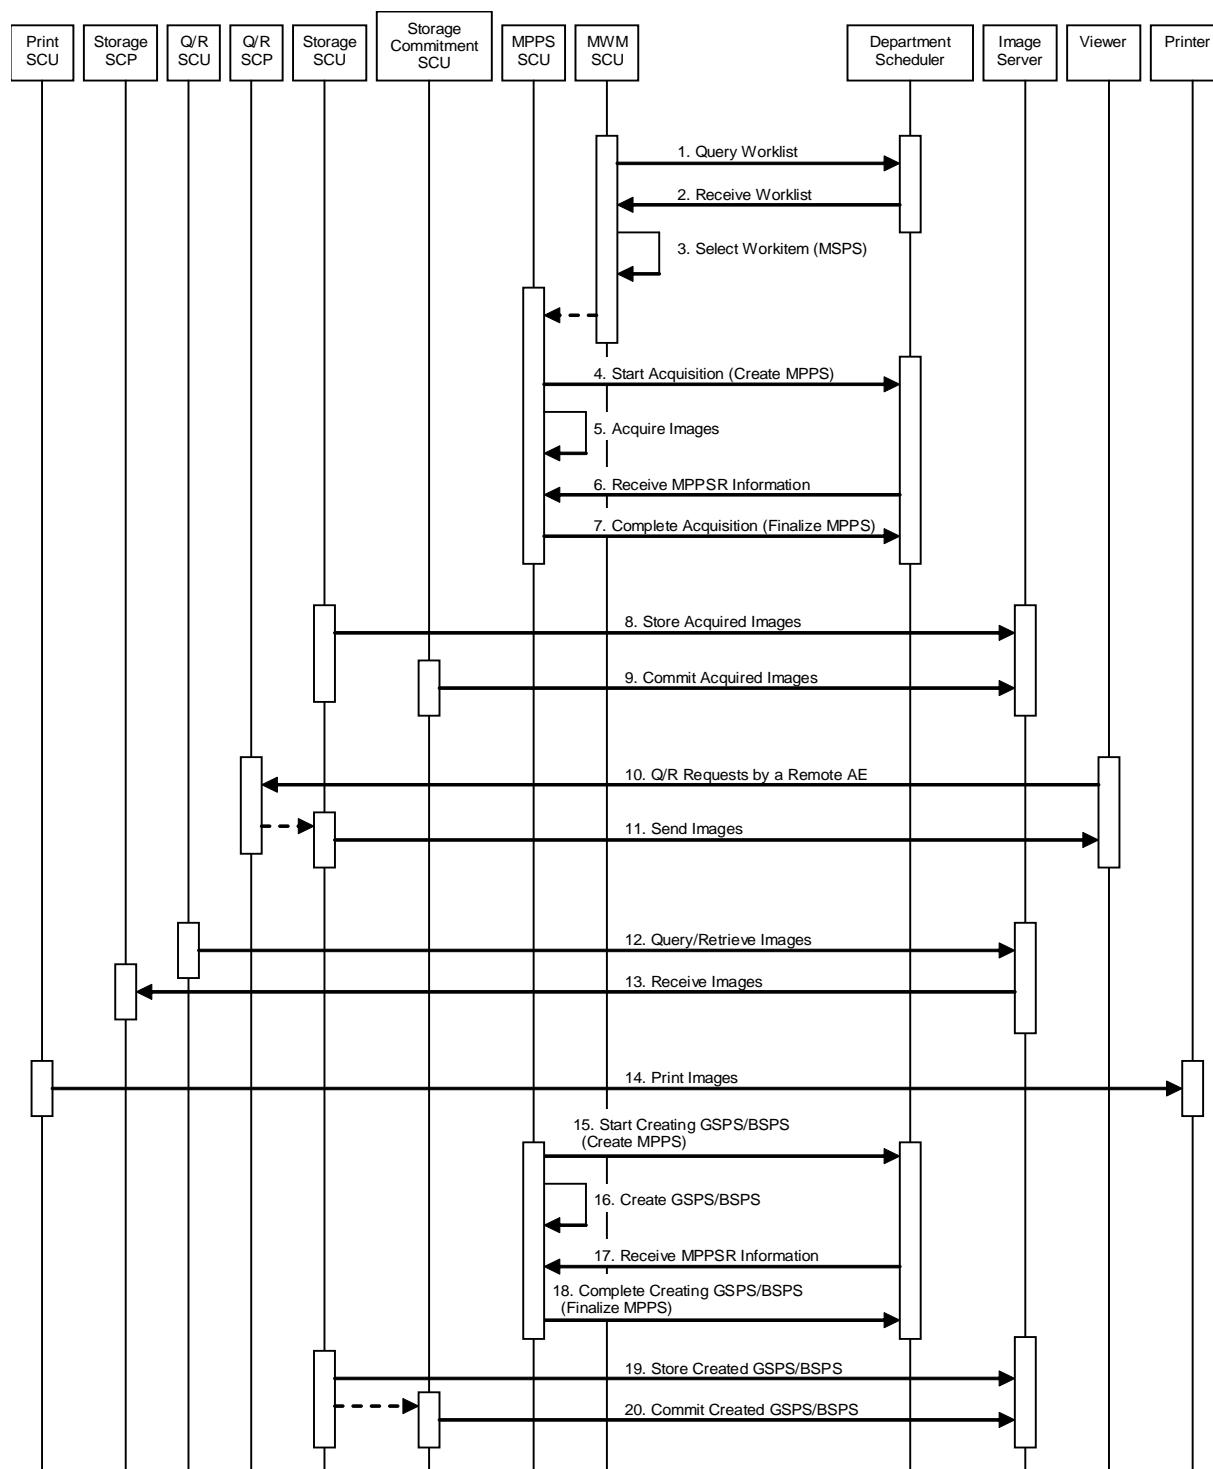 Print
SCU
Storage
SCP
Q/R
SCU
Q/R
SCP
Storage
SCU
Storage
Commitment
SCU
MPPS
SCU
MWM
SCU
Department
Scheduler
Image
Server
Viewer
Printer
1. Query Worklist
2. Receive Worklist
3. Select Workitem (MSPS)
4. Start Acquisition (Create MPPS)
5. Acquire Images
6. Receive MPPSR Information
7. Complete Acquisition (Finalize MPPS)
8. Store Acquired Images
9. Commit Acquired Images
10. Q/R Requests by a Remote AE
11. Send Images
12. Query/Retrieve Images
13. Receive Images
14. Print Images
15. Start Creating GSPS/BSPS
(Create MPPS)
16. Create GSPS/BSPS
17. Receive MPPSR Information
18. Complete Creating GSPS/BSPS
(Finalize MPPS)
19. Store Created GSPS/BSPS
20. Commit Created GSPS/BSPS